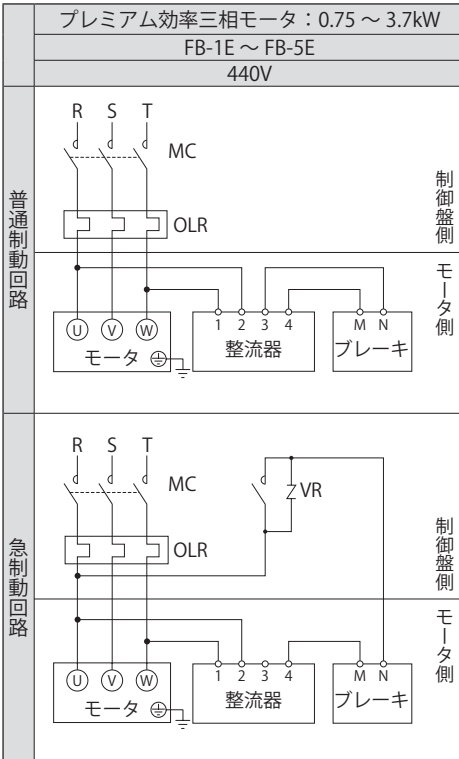 プレミアム効率三相モータ：0.75 ～ 3.7kW
FB-1E ～ FB-5E
440V
普通制動回路
R S T
MC
OLR
制御盤側
モータ側
U V W
モータ
1 2 3 4
整流器
M N
ブレーキ
急制動回路
R S T
MC
VR
OLR
制御盤側
モータ側
U V W
モータ
1 2 3 4
整流器
M N
ブレーキ